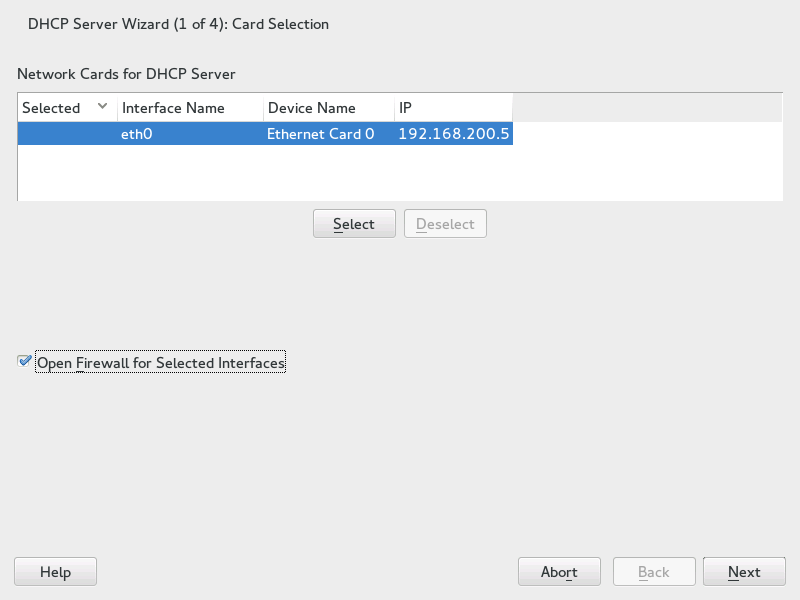 DHCP Server Wizard (1 of 4): Card Selection
Network Cards for DHCP Server
Selected Interface Name Device Name IP
eth0 Ethernet Card 0 192.168.200.5
Select Deselect
Open Firewall for Selected Interfaces
Help Abort Back Next